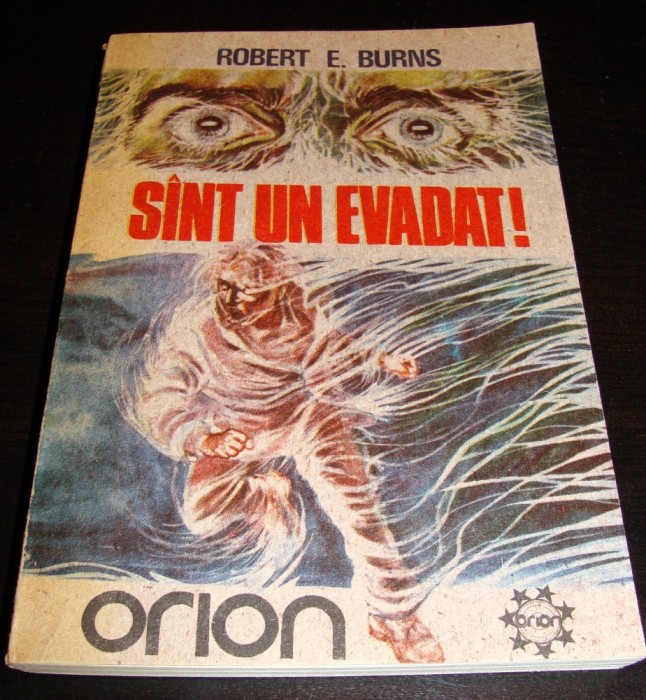 ROBERT E. BURNS
SÎNT UN EVADAT!
orion
orion